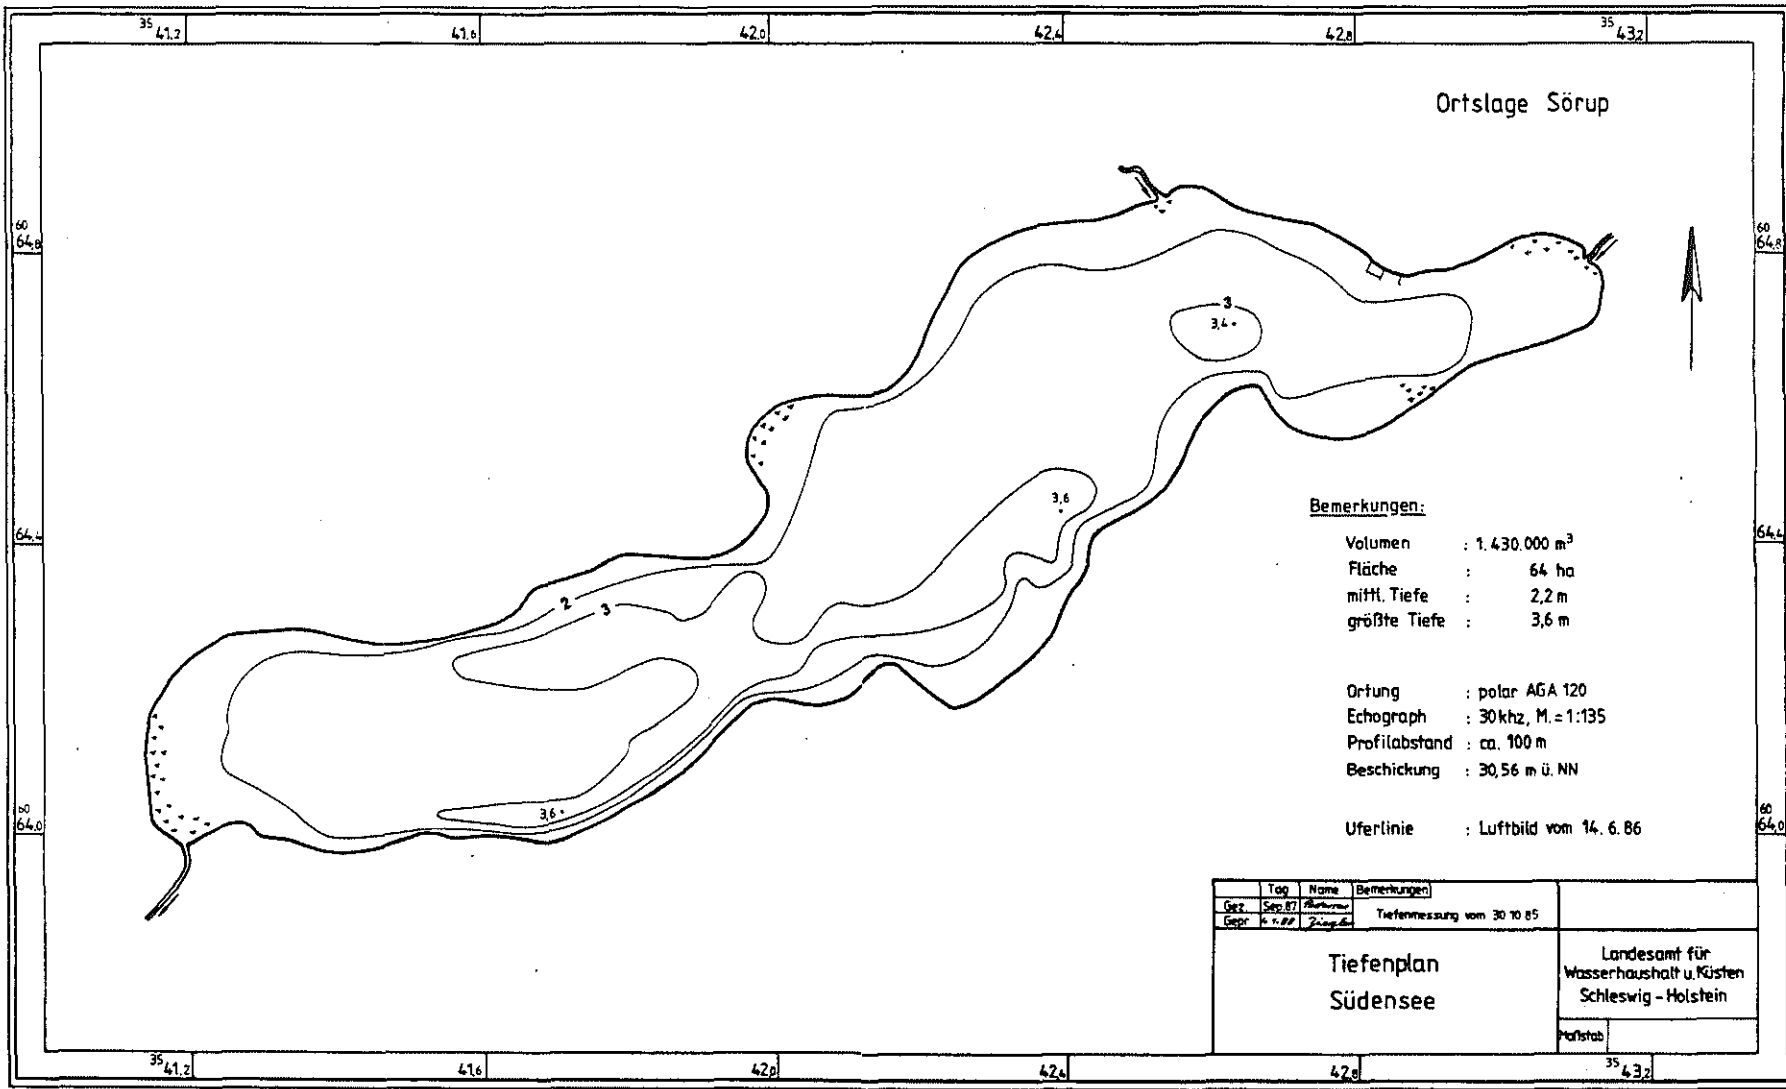 35 41,2 41,6 42,0 42,4 42,8 35 43,2
Ortslage Sörup
60 64,8 60 64,8
3
3,4
3,6
64,4 64,4
Bemerkungen:
Volumen : 1.430.000 m³
Fläche : 64 ha
mittl. Tiefe : 2,2 m
größte Tiefe : 3,6 m
2
3
Ortung : polar AGA 120
Echograph : 30 khz, M.= 1:135
Profilabstand : ca. 100 m
Beschickung : 30,56 m ü. NN
3,6
60 64,0 60 64,0
Uferlinie : Luftbild vom 14. 6. 86
Tag Name Bemerkungen
Gez. Sep.87
Gepr. Ziegler
Tiefenmessung vom 30 10 85
Tiefenplan
Südensee
Landesamt für
Wasserhaushalt u. Küsten
Schleswig - Holstein
Maßstab
35 41,2 41,6 42,0 42,4 42,8 35 43,2